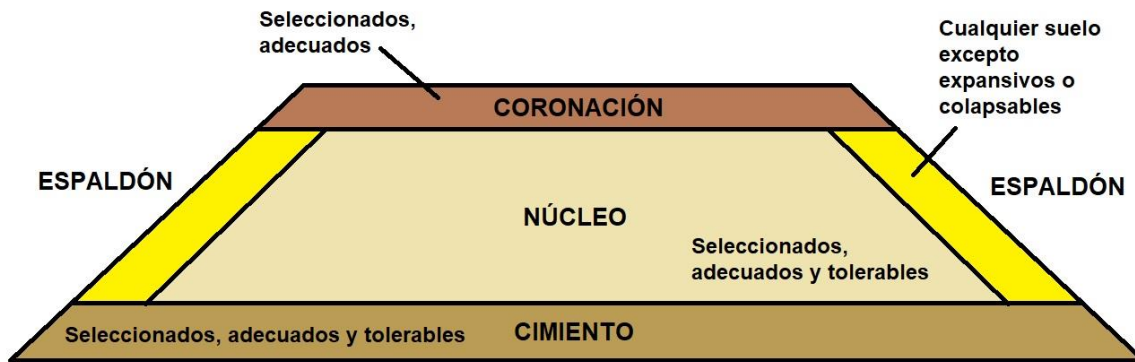 Seleccionados,
adecuados
Cualquier suelo
excepto
expansivos o
colapsables
CORONACIÓN
ESPALDÓN
ESPALDÓN
NÚCLEO
Seleccionados,
adecuados y tolerables
Seleccionados, adecuados y tolerables
CIMIENTO